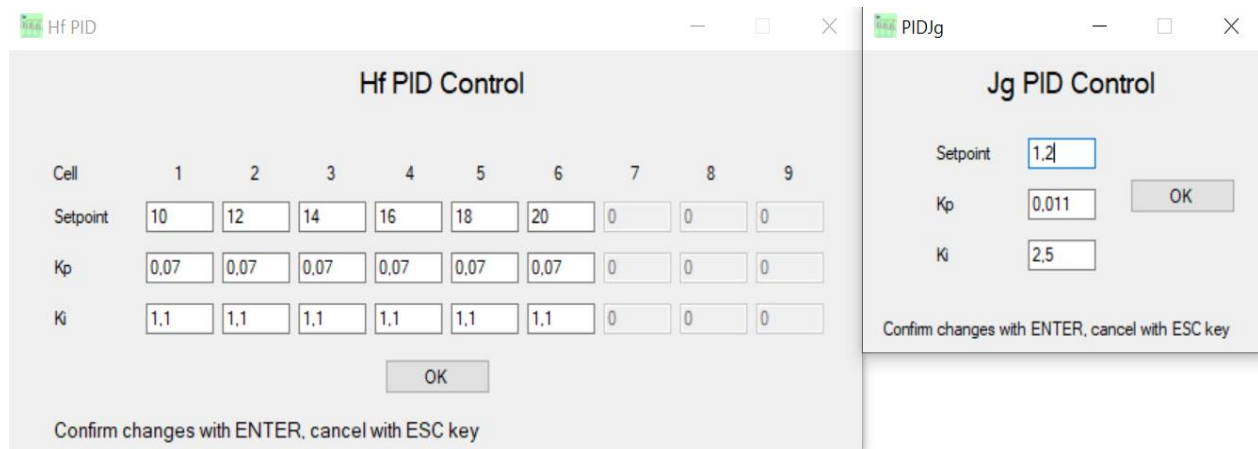 Hf PID
Hf PID Control
Cell 1 2 3 4 5 6 7 8 9
Setpoint 10 12 14 16 18 20 0 0 0
Kp 0,07 0,07 0,07 0,07 0,07 0,07 0 0 0
Ki 1,1 1,1 1,1 1,1 1,1 1,1 0 0 0
OK
Confirm changes with ENTER, cancel with ESC key
PIDJg
Jg PID Control
Setpoint 1,2
Kp 0,011
OK
Ki 2,5
Confirm changes with ENTER, cancel with ESC key